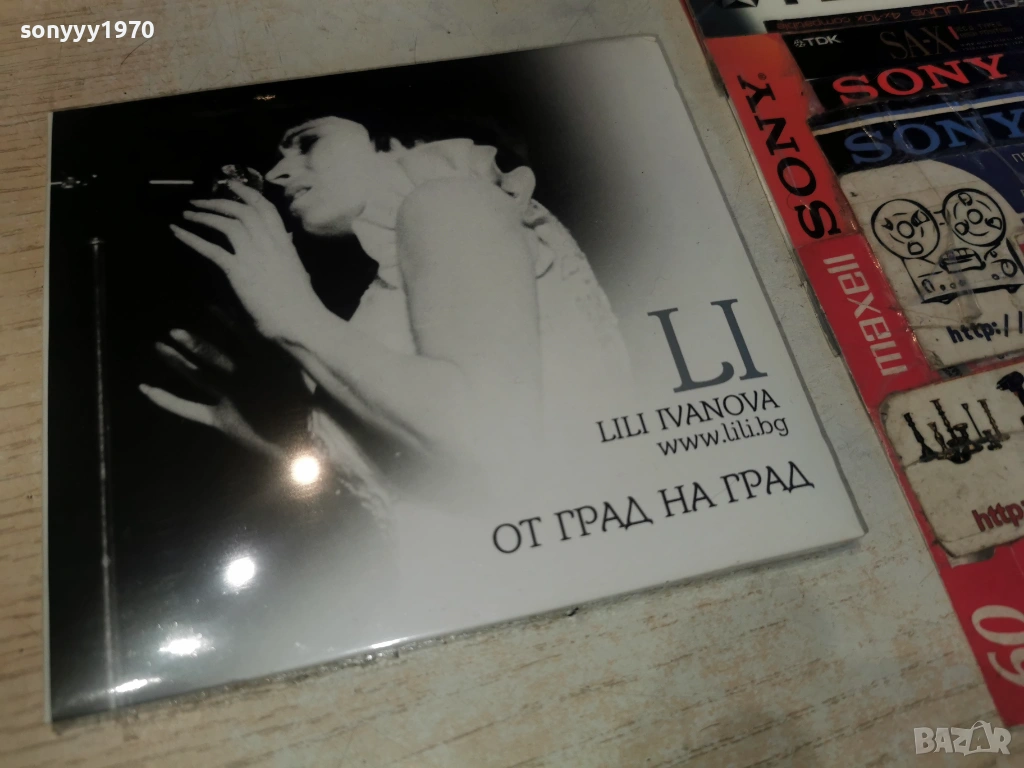 sonyyy1970
LI
LILI IVANOVA
www.lili.bg
ОТ ГРАД НА ГРАД
TDK
SA-X
SONY
SONY
SONY.
maxell
http://
http
60
BAZAR